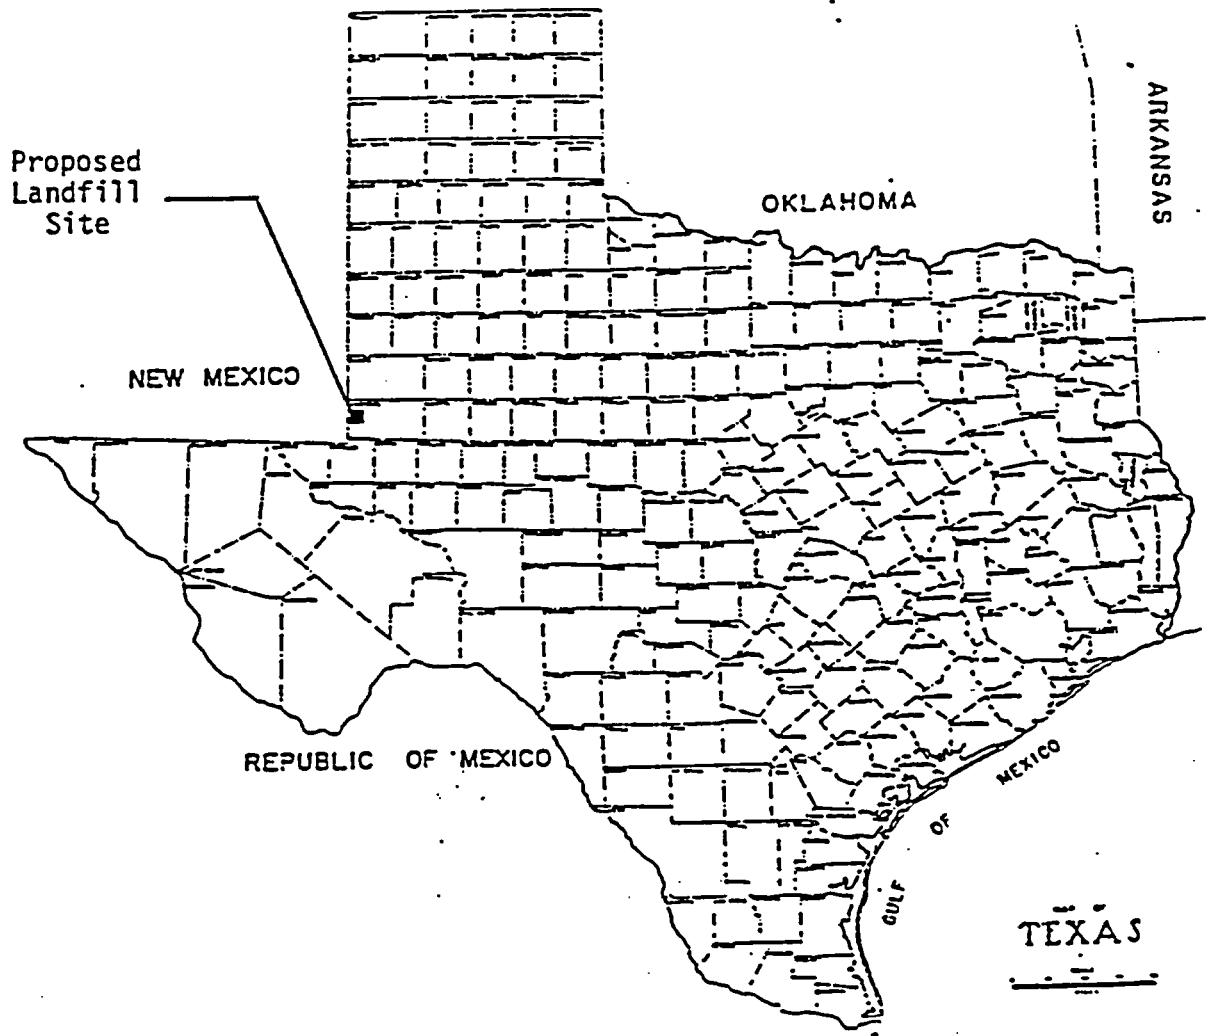 ARKANSAS
Proposed
Landfill
Site
OKLAHOMA
NEW MEXICO
REPUBLIC OF MEXICO
GULF OF MEXICO
TEXAS